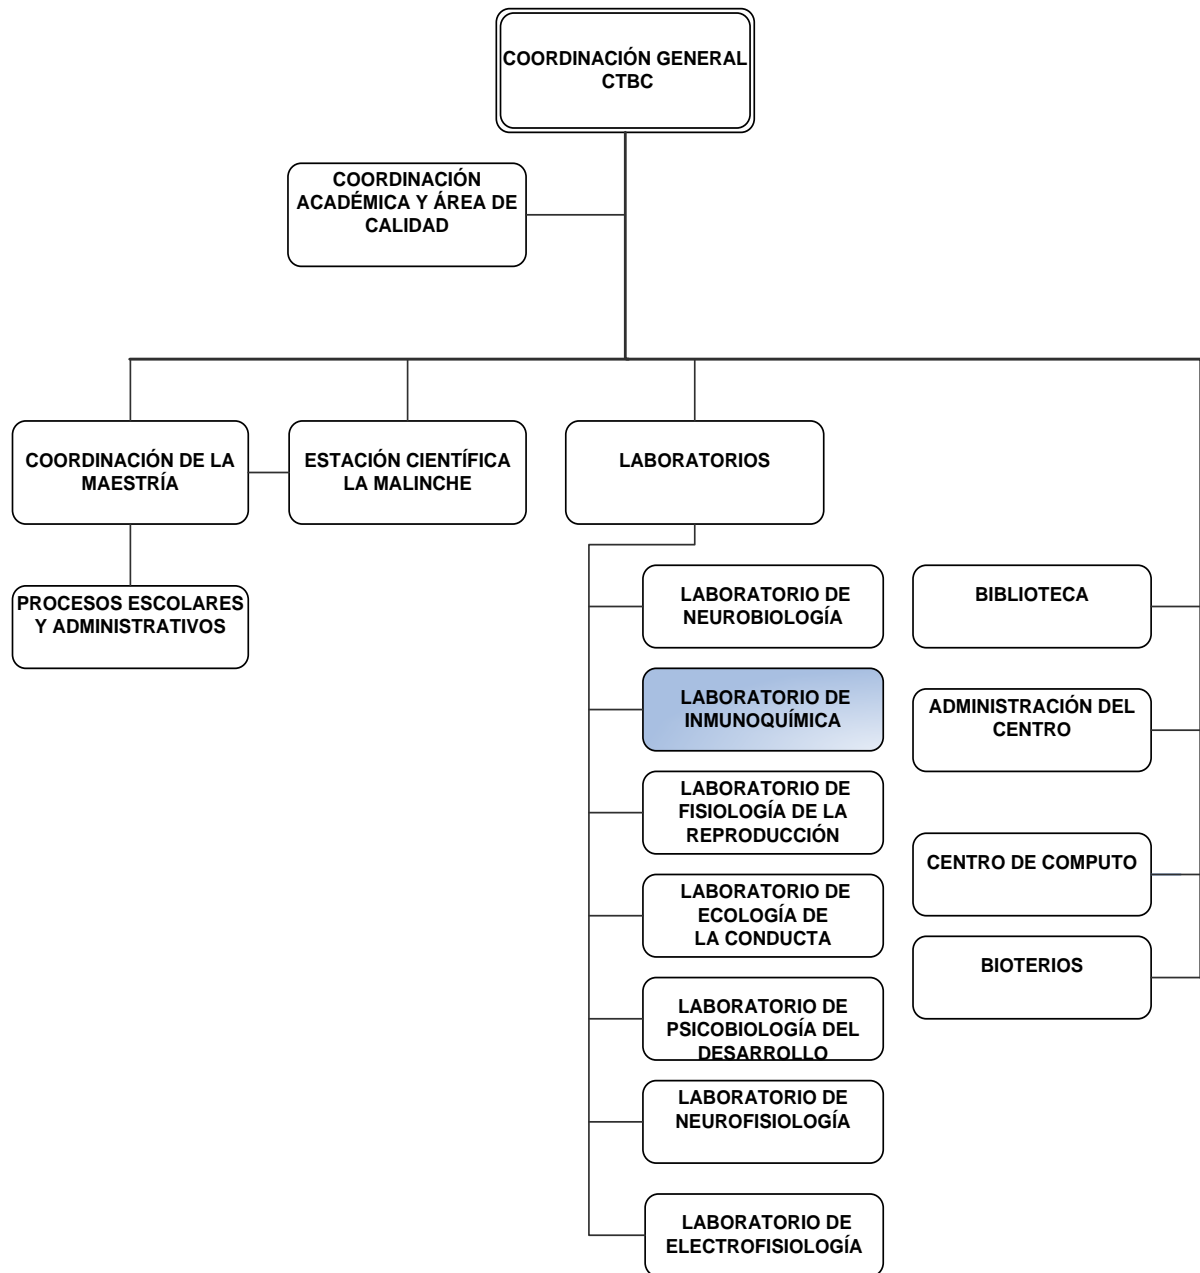 COORDINACIÓN GENERAL
CTBC
COORDINACIÓN
ACADÉMICA Y ÁREA DE
CALIDAD
COORDINACIÓN DE LA
MAESTRÍA
ESTACIÓN CIENTÍFICA
LA MALINCHE
LABORATORIOS
PROCESOS ESCOLARES
Y ADMINISTRATIVOS
LABORATORIO DE
NEUROBIOLOGÍA
LABORATORIO DE
INMUNOQUÍMICA
LABORATORIO DE
FISIOLOGÍA DE LA
REPRODUCCIÓN
LABORATORIO DE
ECOLOGÍA DE
LA CONDUCTA
LABORATORIO DE
PSICOBIOLOGÍA DEL
DESARROLLO
LABORATORIO DE
NEUROFISIOLOGÍA
LABORATORIO DE
ELECTROFISIOLOGÍA
BIBLIOTECA
ADMINISTRACIÓN DEL
CENTRO
CENTRO DE COMPUTO
BIOTERIOS